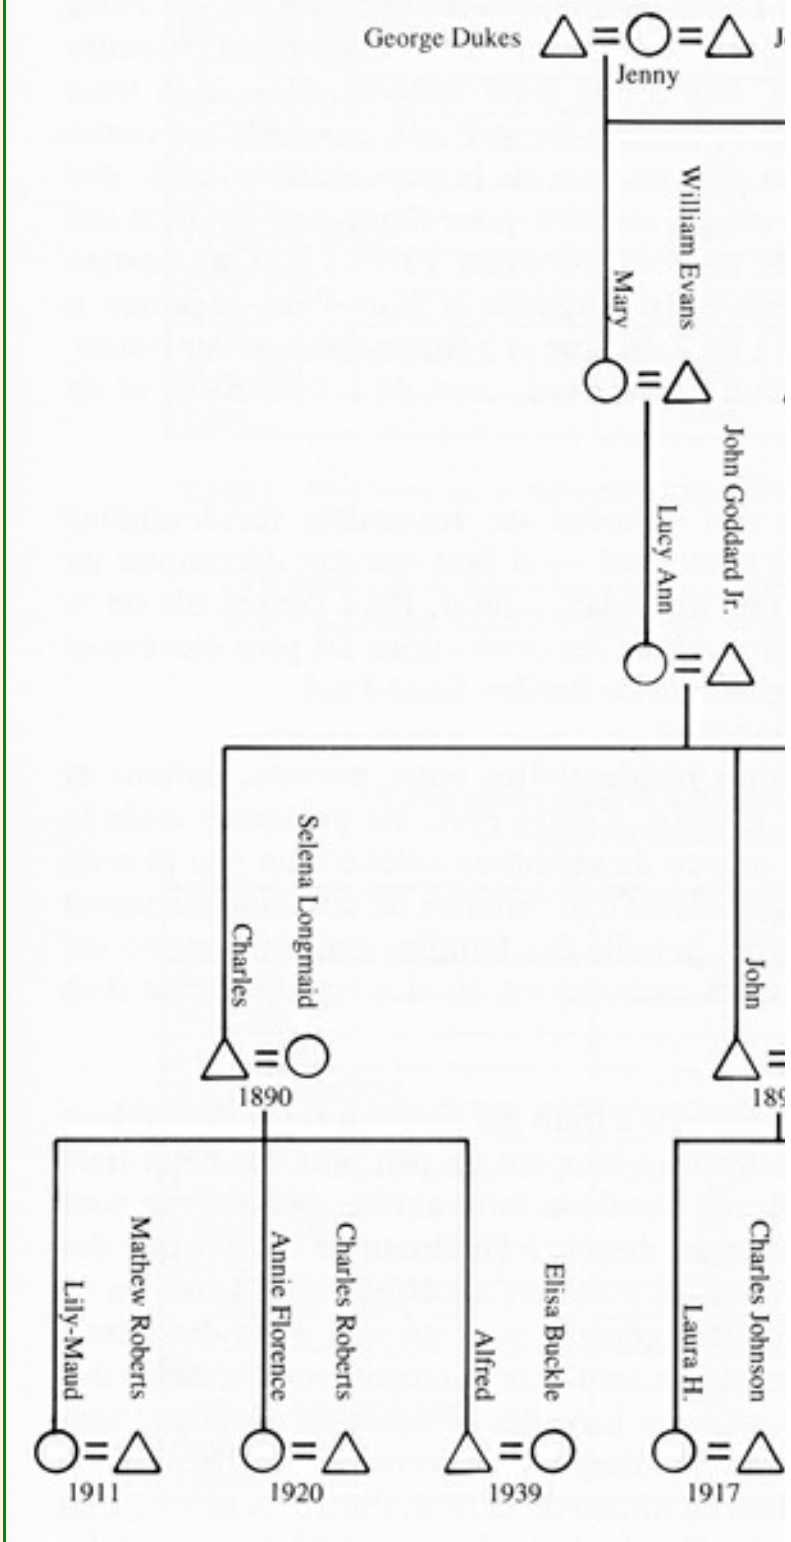 George Dukes
Jenny
William Evans
Mary
John Goddard Jr.
Lucy Ann
Selena Longmaid
Charles
John
1890
Mathew Roberts
Lily-Maud
Charles Roberts
Annie Florence
Elisa Buckle
Alfred
Charles Johnson
Laura H.
1911
1920
1939
1917